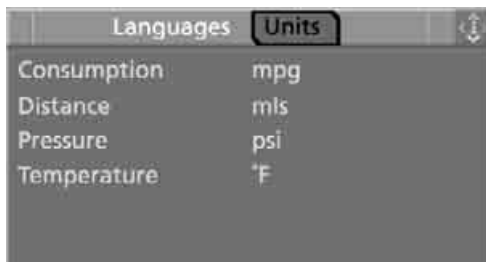 Languages Units
Consumption mpg
Distance mls
Pressure psi
Temperature °F